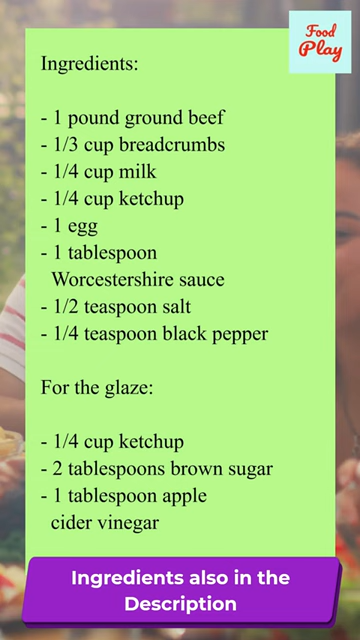 Food
Play
Ingredients:
- 1 pound ground beef
- 1/3 cup breadcrumbs
- 1/4 cup milk
- 1/4 cup ketchup
- 1 egg
- 1 tablespoon
Worcestershire sauce
- 1/2 teaspoon salt
- 1/4 teaspoon black pepper
For the glaze:
- 1/4 cup ketchup
- 2 tablespoons brown sugar
- 1 tablespoon apple
cider vinegar
Ingredients also in the
Description